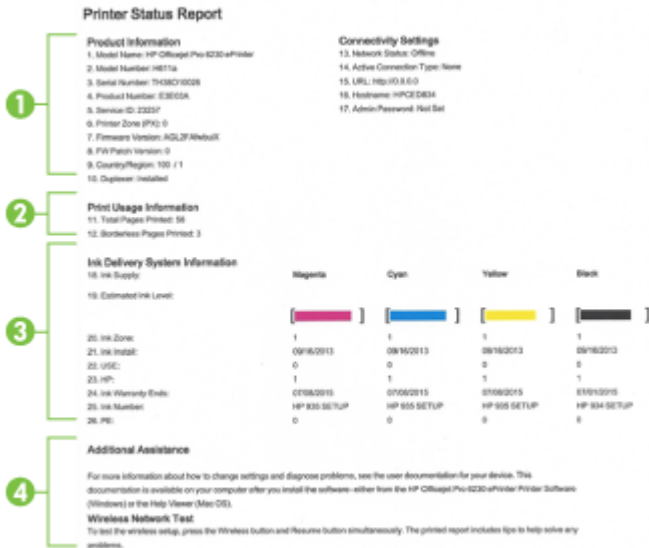 Printer Status Report
1
Product Information
1. Model Name: HP Officejet Pro 6230 ePrinter
2. Model Number: H611a
3. Serial Number: TH38O10026
4. Product Number: E3E03A
5. Service ID: 23257
6. Printer Zone (PX): 0
7. Firmware Version:
8. FW Patch Version: 0
9. Country/Region: 100 / 1
10. Duplexer: Installed
Connectivity Settings
13. Network Status: Offline
14. Active Connection Type: None
15. URL: http://0.0.0.0
16. Hostname: HPCEDB34
17. Admin Password: Not Set
2
Print Usage Information
11. Total Pages Printed: 56
12. Borderless Pages Printed: 3
3
Ink Delivery System Information
18. Ink Supply: Magenta Cyan Yellow Black
19. Estimated Ink Level:
[ ] [ ] [ ] [ ]
20. Ink Zone: 1 1 1 1
21. Ink Install: 09/16/2013 09/16/2013 09/16/2013 09/16/2013
22. USE: 0 0 0 0
23. HP: 1 1 1 1
24. Ink Warranty Ends: 07/08/2015 07/08/2015 07/08/2015 07/01/2015
25. Ink Number: HP 935 SETUP HP 935 SETUP HP 935 SETUP HP 934 SETUP
26. PB: 0 0 0 0
4
Additional Assistance
For more information about how to change settings and diagnose problems, see the user documentation for your device. This
documentation is available on your computer after you install the software-either from the HP Officejet Pro 6230 ePrinter Printer Software
(Windows) or the Help Viewer (Mac OS).
Wireless Network Test
To test the wireless setup, press the Wireless button and Resume button simultaneously. The printed report includes tips to help solve any
problems.